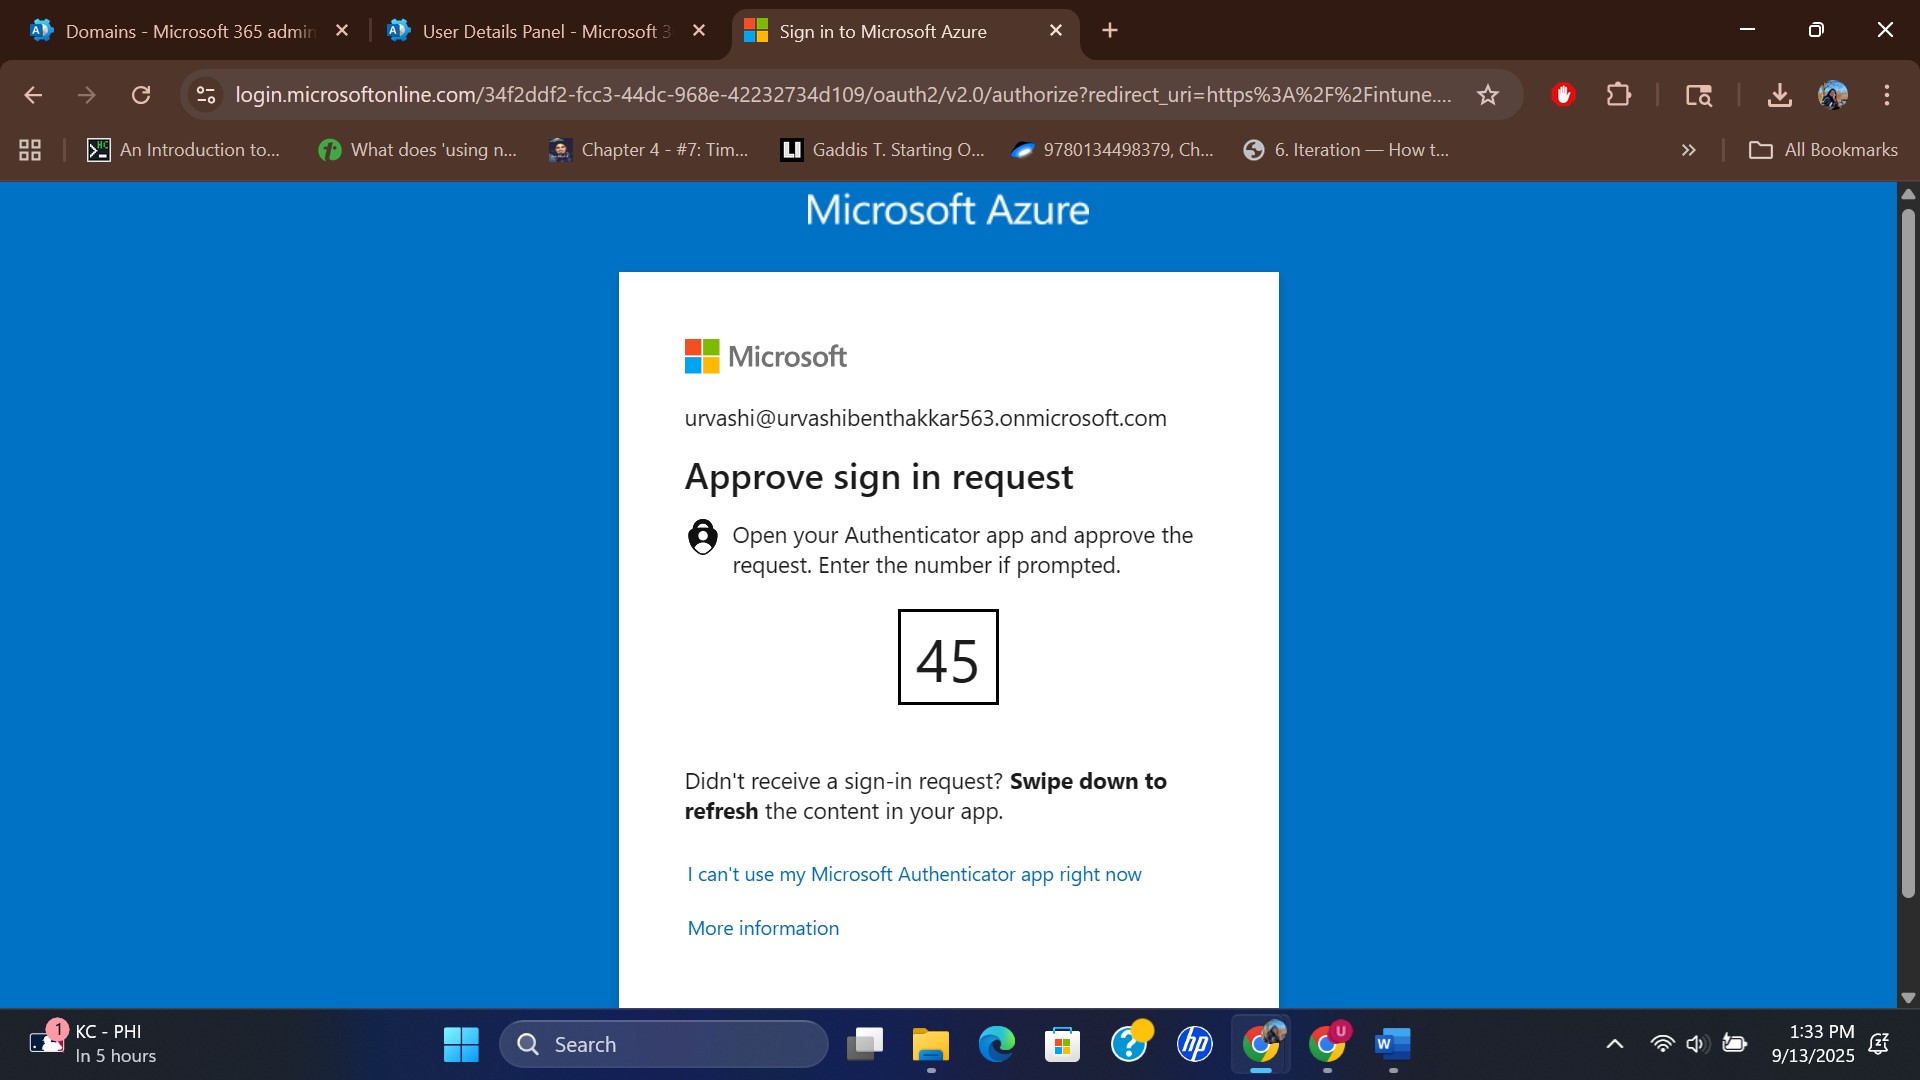 Domains - Microsoft 365 admin
User Details Panel - Microsoft 3
Sign in to Microsoft Azure
login.microsoftonline.com/34f2ddf2-fcc3-44dc-968e-42232734d109/oauth2/v2.0/authorize?redirect_uri=https%3A%2F%2Fintune....
An Introduction to...
What does 'using n...
Chapter 4 - #7: Tim...
LI
Gaddis T. Starting O...
9780134498379, Ch...
6. Iteration — How t...
All Bookmarks
Microsoft Azure
Microsoft
urvashi@urvashibenthakkar563.onmicrosoft.com
Approve sign in request
Open your Authenticator app and approve the
request. Enter the number if prompted.
45
Didn't receive a sign-in request? Swipe down to
refresh the content in your app.
I can't use my Microsoft Authenticator app right now
More information
1
KC - PHI
In 5 hours
Search
hp
U
W
1:33 PM
9/13/2025